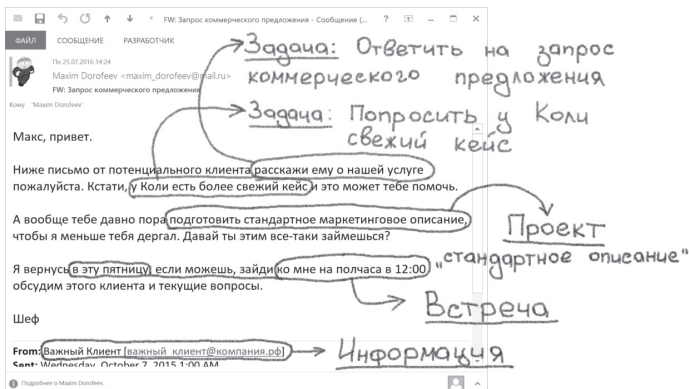 FW: Запрос коммерческого предложения - Сообщение (...
ФАЙЛ СООБЩЕНИЕ РАЗРАБОТЧИК
Пн 25.07.2016 14:24
Maxim Dorofeev <maxim_dorofeev@mail.ru>
FW: Запрос коммерческого предложения
Кому 'Maxim Dorofeev'
Задача: Ответить на запрос
коммерческого предложения
Задача: Попросить у Коли
свежий кейс
Макс, привет.
Ниже письмо от потенциального клиента расскажи ему о нашей услуге
пожалуйста. Кстати, у Коли есть более свежий кейс и это может тебе помочь.
А вообще тебе давно пора подготовить стандартное маркетинговое описание,
чтобы я меньше тебя дергал. Давай ты этим все-таки займешься?
Проект
"стандартное описание"
Я вернусь в эту пятницу, если можешь, зайди ко мне на полчаса в 12:00
обсудим этого клиента и текущие вопросы.
Встреча
Шеф
From: Важный Клиент [важный_клиент@компания.рф]
Информация
Sent: Wednesday, October 7, 2015 1:00 AM
Подробнее о Maxim Dorofeev.